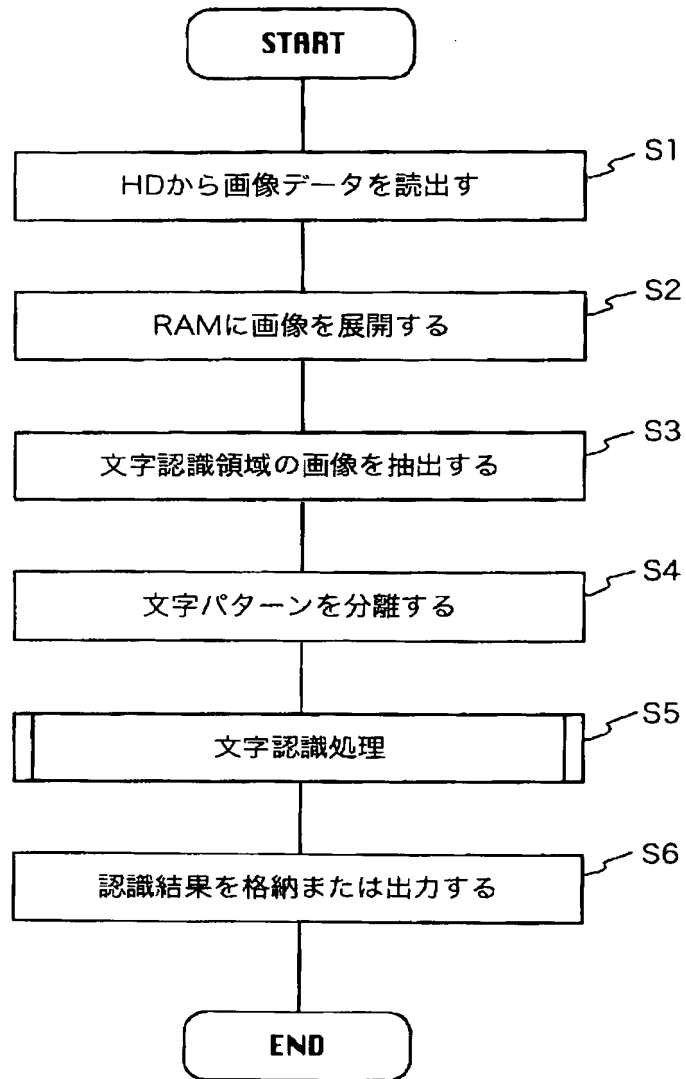 START
HDから画像データを読出す
S1
RAMに画像を展開する
S2
文字認識領域の画像を抽出する
S3
文字パターンを分離する
S4
文字認識処理
S5
認識結果を格納または出力する
S6
END